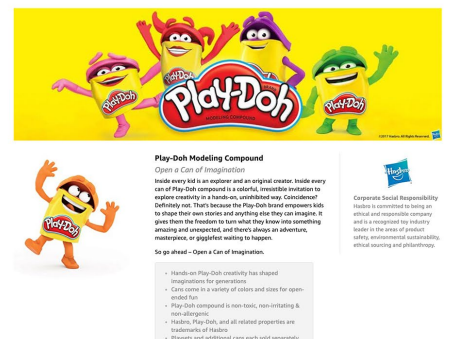 Play-Doh
Play-Doh
Play-Doh
Play-Doh
Play-Doh
MODELING COMPOUND
©2017 Hasbro. All Rights Reserved.
Play-Doh Modeling Compound
Open a Can of Imagination
Inside every kid is an explorer and an original creator. Inside every
can of Play-Doh compound is a colorful, irresistible invitation to
explore creativity in a hands-on, uninhibited way. Coincidence?
Definitely not. That's because the Play-Doh brand empowers kids
to shape their own stories and anything else they can imagine. It
gives them the freedom to turn what they know into something
amazing and unexpected, and there's always an adventure,
masterpiece, or gigglefest waiting to happen.
So go ahead – Open a Can of Imagination.
Play-Doh
Hasbro
Corporate Social Responsibility
Hasbro is committed to being an
ethical and responsible company
and is a recognized toy industry
leader in the areas of product
safety, environmental sustainability,
ethical sourcing and philanthropy.
Hands-on Play-Doh creativity has shaped
imaginations for generations
Cans come in a variety of colors and sizes for open-
ended fun
Play-Doh compound is non-toxic, non-irritating &
non-allergenic
Hasbro, Play-Doh, and all related properties are
trademarks of Hasbro
Playsets and additional cans each sold separately